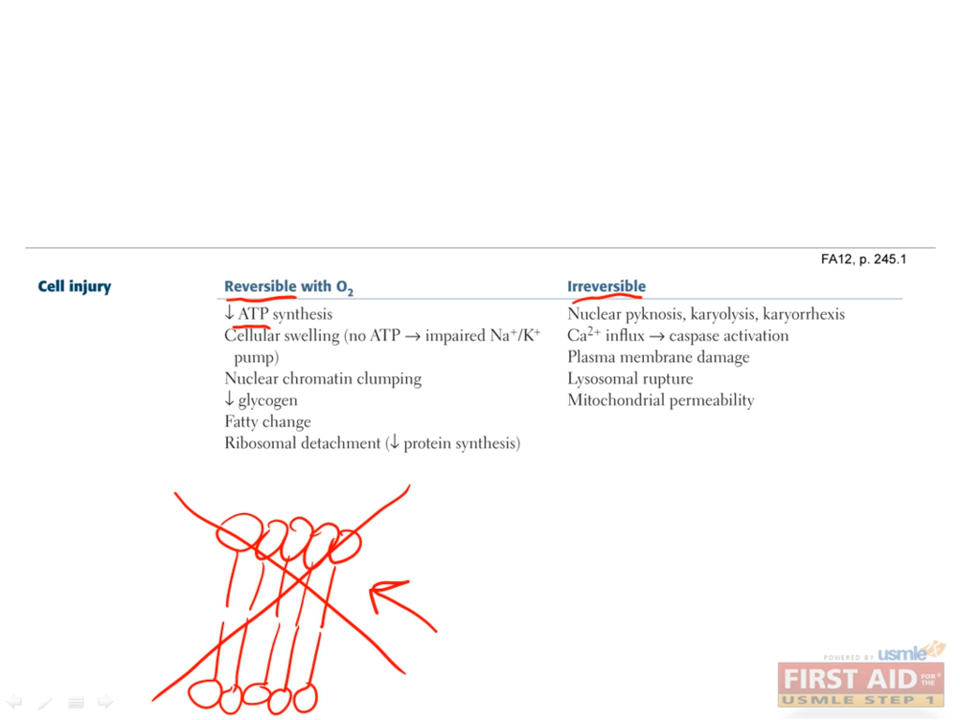 FA12, p. 245.1
Cell injury
Reversible with O₂
↓ ATP synthesis
Cellular swelling (no ATP → impaired Na⁺/K⁺
pump)
Nuclear chromatin clumping
↓ glycogen
Fatty change
Ribosomal detachment (↓ protein synthesis)
Irreversible
Nuclear pyknosis, karyolysis, karyorrhexis
Ca²⁺ influx → caspase activation
Plasma membrane damage
Lysosomal rupture
Mitochondrial permeability
POWERED BY usmle
FIRST AID FOR THE
USMLE STEP 1